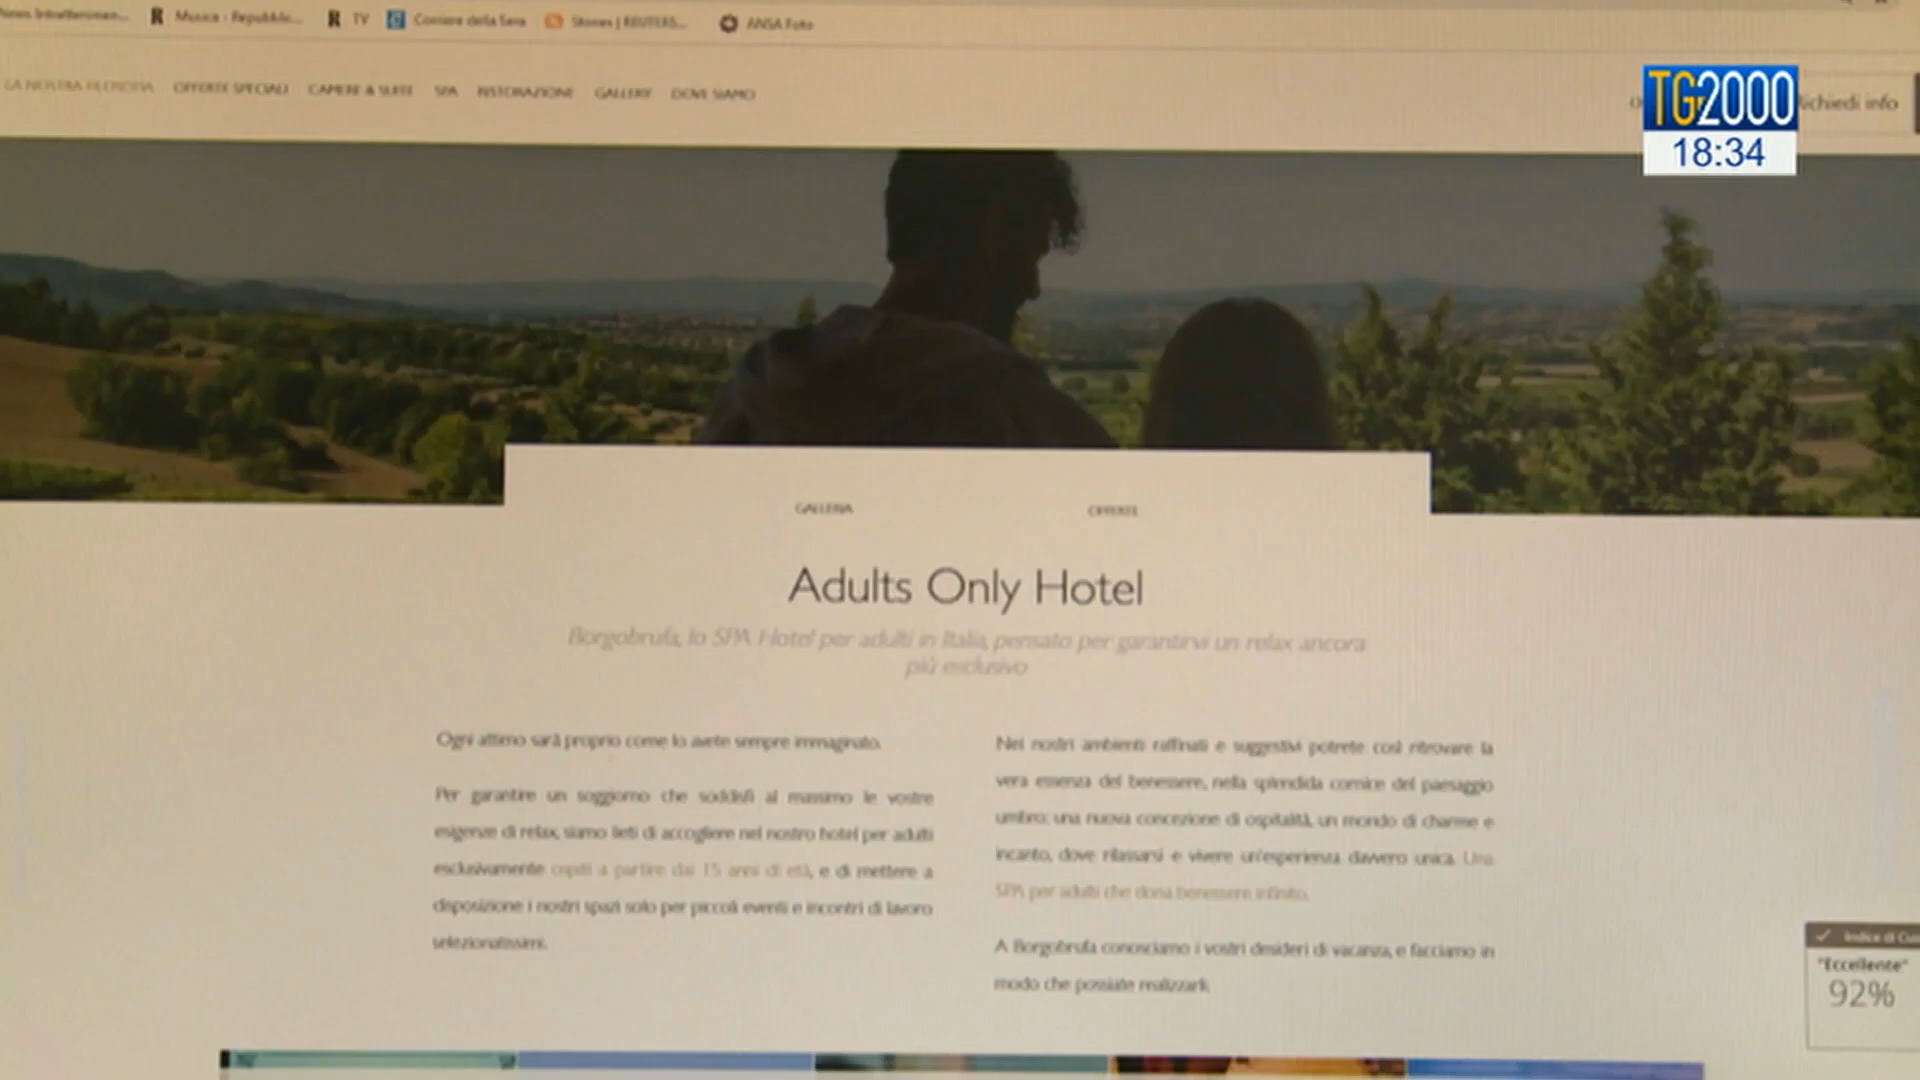 Musica - Repubblic...
TV
Corriere della Sera
Stories | REUTERS...
ANSA Foto
LA NOSTRA FILOSOFIA
OFFERTE SPECIALI
CAMERE & SUITE
SPA
RISTORAZIONE
GALLERY
DOVE SIAMO
Richiedi info
TG2000
18:34
GALLERIA
OFFERTE
Adults Only Hotel
Borgobrufa, lo SPA Hotel per adulti in Italia, pensato per garantirvi un relax ancora
più esclusivo
Ogni attimo sarà proprio come lo avete sempre immaginato.
Per garantire un soggiorno che soddisfi al massimo le vostre
esigenze di relax, siamo lieti di accogliere nel nostro hotel per adulti
esclusivamente ospiti a partire dai 15 anni di età, e di mettere a
disposizione i nostri spazi solo per piccoli eventi e incontri di lavoro
selezionatissimi.
Nei nostri ambienti raffinati e suggestivi potrete così ritrovare la
vera essenza del benessere, nella splendida cornice del paesaggio
umbro: una nuova concezione di ospitalità, un mondo di charme e
incanto, dove rilassarsi e vivere un'esperienza davvero unica. Una
SPA per adulti che dona benessere infinito.
A Borgobrufa conosciamo i vostri desideri di vacanza, e facciamo in
modo che possiate realizzarli.
Indice di Cus
"Eccellente"
92%